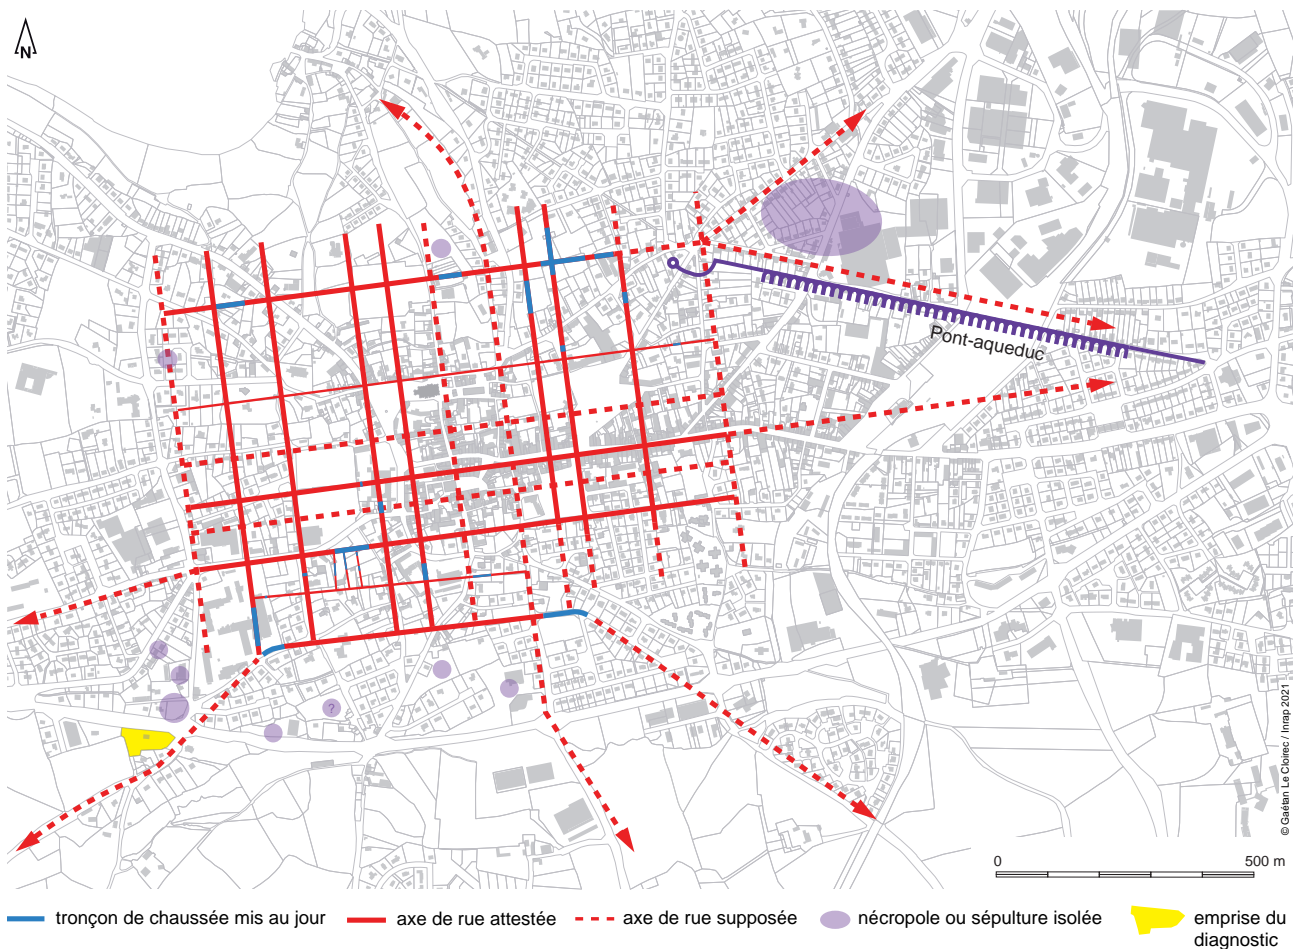 N
Pont-aqueduc
?
© Gaétan Le Cloirec / Inrap 2021
0
500 m
tronçon de chaussée mis au jour
axe de rue attestée
axe de rue supposée
nécropole ou sépulture isolée
emprise du
diagnostic